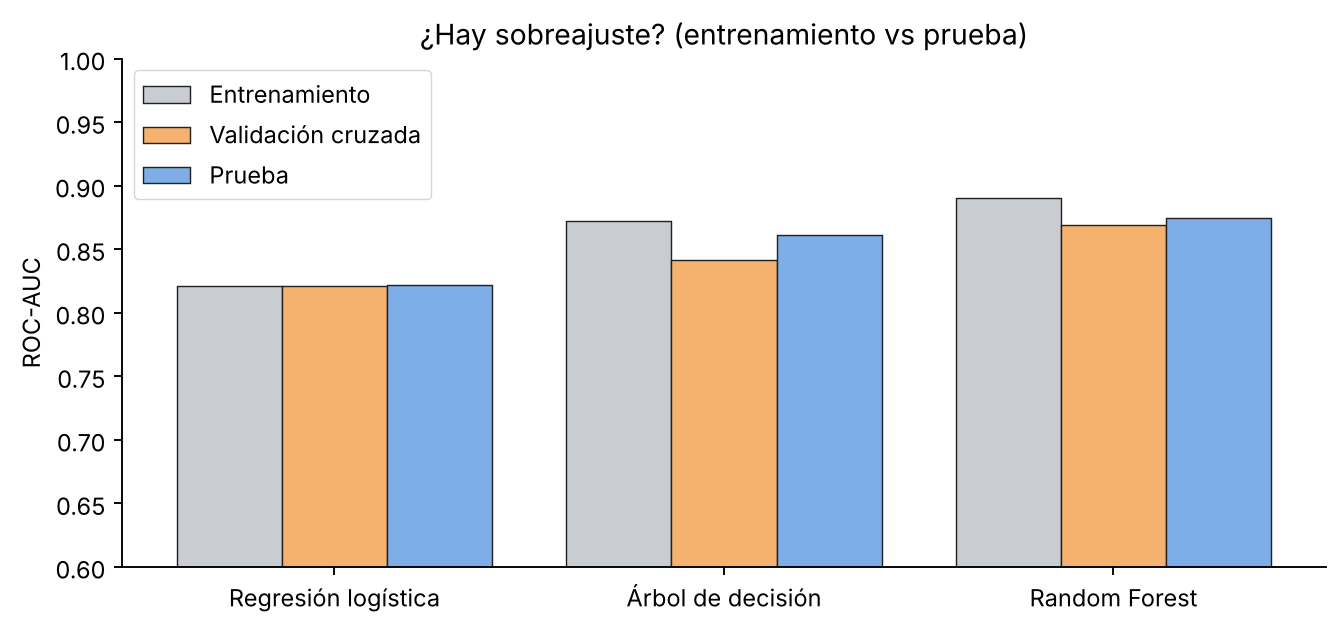 ¿Hay sobreajuste? (entrenamiento vs prueba)
1.00
0.95
0.90
0.85
0.80
0.75
0.70
0.65
0.60
ROC-AUC
Entrenamiento
Validación cruzada
Prueba
Regresión logística
Árbol de decisión
Random Forest